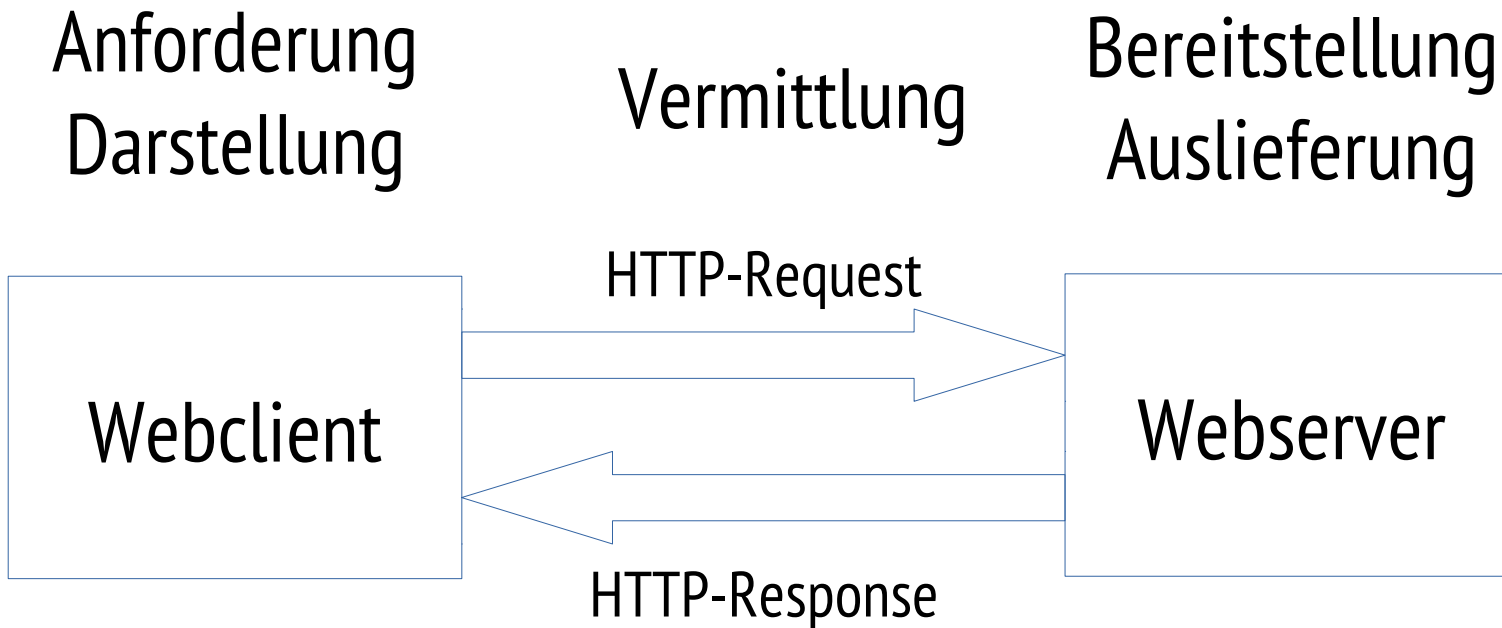 Anforderung
Darstellung
Vermittlung
Bereitstellung
Auslieferung
HTTP-Request
Webclient
Webserver
HTTP-Response